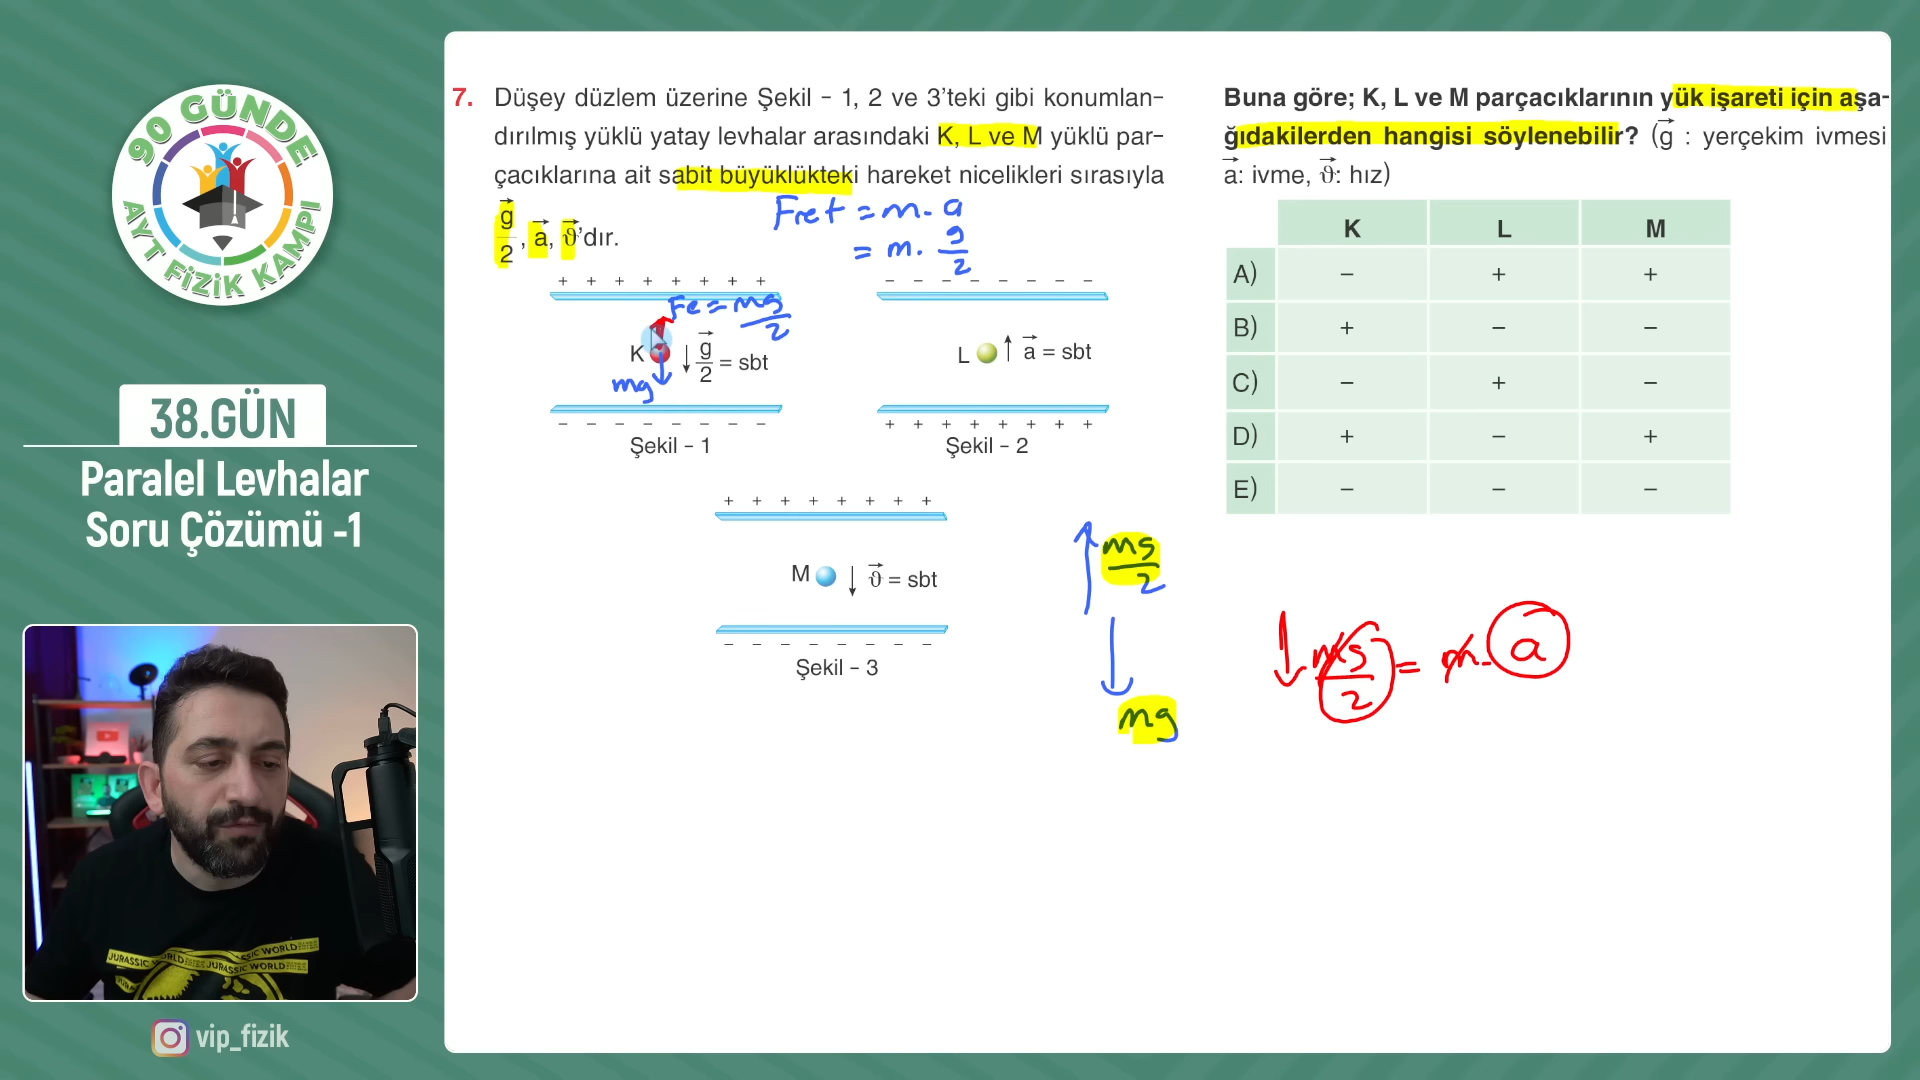 90 GÜNDE
AYT FİZİK KAMPI
38.GÜN
Paralel Levhalar
Soru Çözümü -1
JURASSIC WORLD
JURASSIC WORLD
vip_fizik
7. Düşey düzlem üzerine Şekil - 1, 2 ve 3’teki gibi konumlan-
dırılmış yüklü yatay levhalar arasındaki K, L ve M yüklü par-
çacıklarına ait sabit büyüklükteki hareket nicelikleri sırasıyla
g/2, a, ϑ’dır.
Fnet = m. a
= m. g/2
+ + + + + + + +
Fe = mg/2
K ↓ g/2 = sbt
mg
- - - - - - - -
Şekil - 1
- - - - - - - -
L ↑ a = sbt
+ + + + + + + +
Şekil - 2
+ + + + + + + +
M ↓ ϑ = sbt
- - - - - - - -
Şekil - 3
mg/2
mg
mg/2 = m. a
Buna göre; K, L ve M parçacıklarının yük işareti için aşa-
ğıdakilerden hangisi söylenebilir? (g : yerçekim ivmesi
a: ivme, ϑ: hız)
K L M
A) - + +
B) + - -
C) - + -
D) + - +
E) - - -